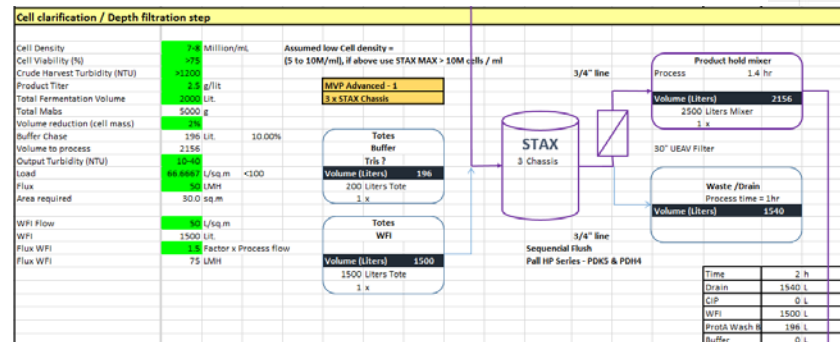 Cell clarification / Depth filtration step
Cell Density 7-8 Million/mL Assumed low Cell density =
Cell Viability (%) >75 (5 to 10M/ml), if above use STAX MAX > 10M cells / ml
Crude Harvest Turbidity (NTU) >1200
Product Titer 2.5 g/lit
Total Fermentation Volume 2000 Lit.
Total Mabs 5000 g
Volume reduction (cell mass) 2%
Buffer Chase 196 Lit. 10.00%
Volume to process 2156
Output Turbidity (NTU) 10-40
Load 66.6667 L/sq.m <100
Flux 50 LMH
Area required 30.0 sq.m
WFI Flow 50 L/sq.m
WFI 1500 Lit.
Flux WFI 1.5 Factor x Process flow
Flux WFI 75 LMH
MVP Advanced - 1
3 x STAX Chassis
Totes
Buffer
Tris ?
Volume (Liters) 196
200 Liters Tote
1 x
Totes
WFI
Volume (Liters) 1500
1500 Liters Tote
1 x
STAX
3 Chassis
3/4" line
Product hold mixer
Process 1.4 hr
Volume (Liters) 2156
2500 Liters Mixer
1 x
30" UEAV Filter
Waste /Drain
Process time = 1hr
Volume (Liters) 1540
3/4" line
Sequencial Flush
Pall HP Series - PDK5 & PDH4
Time 2 h
Drain 1540 L
CIP 0 L
WFI 1500 L
ProtA Wash B 196 L
Buffer 0 L